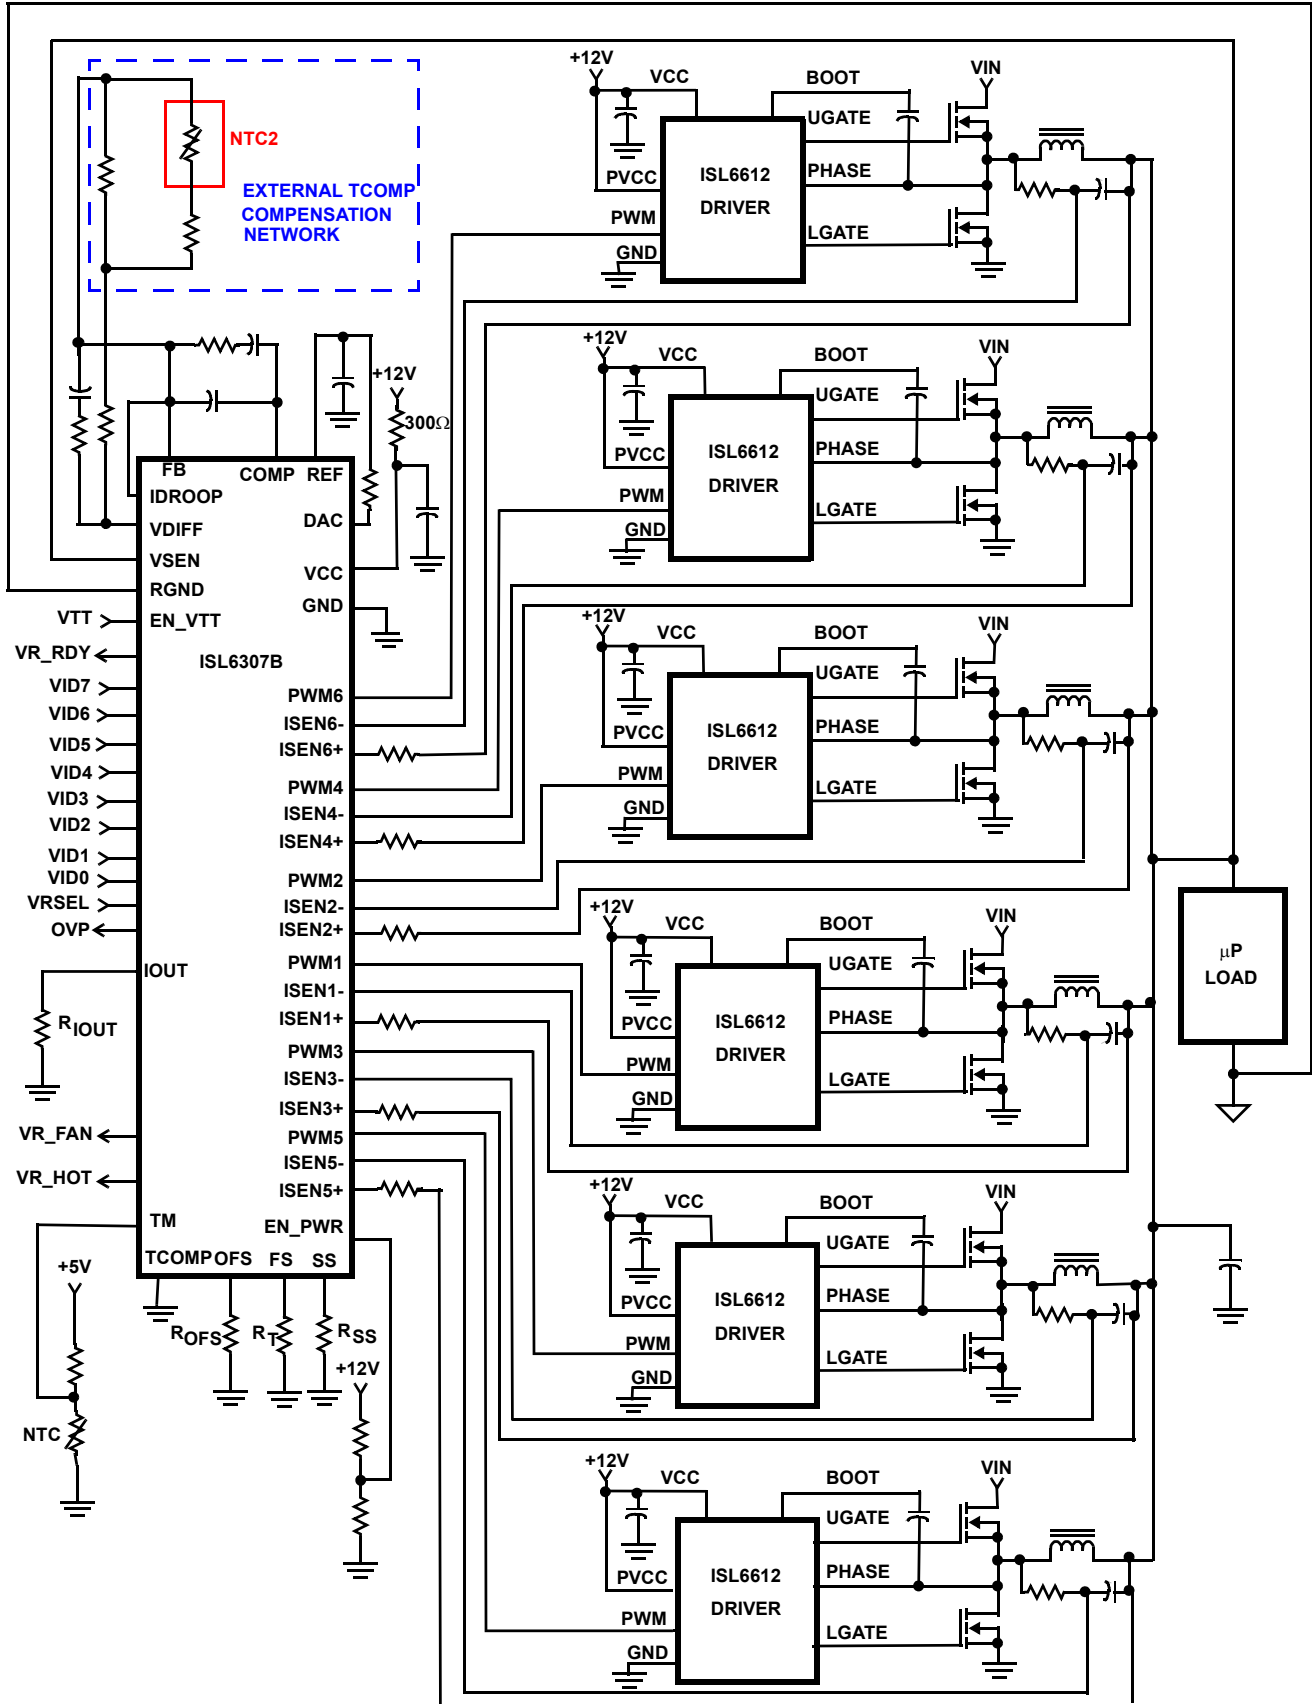 NTC2
EXTERNAL TCOMP
COMPENSATION
NETWORK
+12V
300Ω
FB
COMP
REF
IDROOP
VDIFF
VSEN
RGND
EN_VTT
DAC
VCC
GND
ISL6307B
VTT
VR_RDY
VID7
VID6
VID5
VID4
VID3
VID2
VID1
VID0
VRSEL
OVP
IOUT
RIOUT
VR_FAN
VR_HOT
TM
PWM6
ISEN6-
ISEN6+
PWM4
ISEN4-
ISEN4+
PWM2
ISEN2-
ISEN2+
PWM1
ISEN1-
ISEN1+
PWM3
ISEN3-
ISEN3+
PWM5
ISEN5-
ISEN5+
EN_PWR
TCOMP
OFS
FS
SS
+5V
NTC
ROFS
RT
RSS
+12V
+12V
VCC
BOOT
VIN
UGATE
ISL6612
DRIVER
PVCC
PHASE
PWM
LGATE
GND
+12V
VCC
BOOT
VIN
UGATE
ISL6612
DRIVER
PVCC
PHASE
PWM
LGATE
GND
+12V
VCC
BOOT
VIN
UGATE
ISL6612
DRIVER
PVCC
PHASE
PWM
LGATE
GND
+12V
VCC
BOOT
VIN
UGATE
ISL6612
DRIVER
PVCC
PHASE
PWM
LGATE
GND
+12V
VCC
BOOT
VIN
UGATE
ISL6612
DRIVER
PVCC
PHASE
PWM
LGATE
GND
+12V
VCC
BOOT
VIN
UGATE
ISL6612
DRIVER
PVCC
PHASE
PWM
LGATE
GND
μP
LOAD